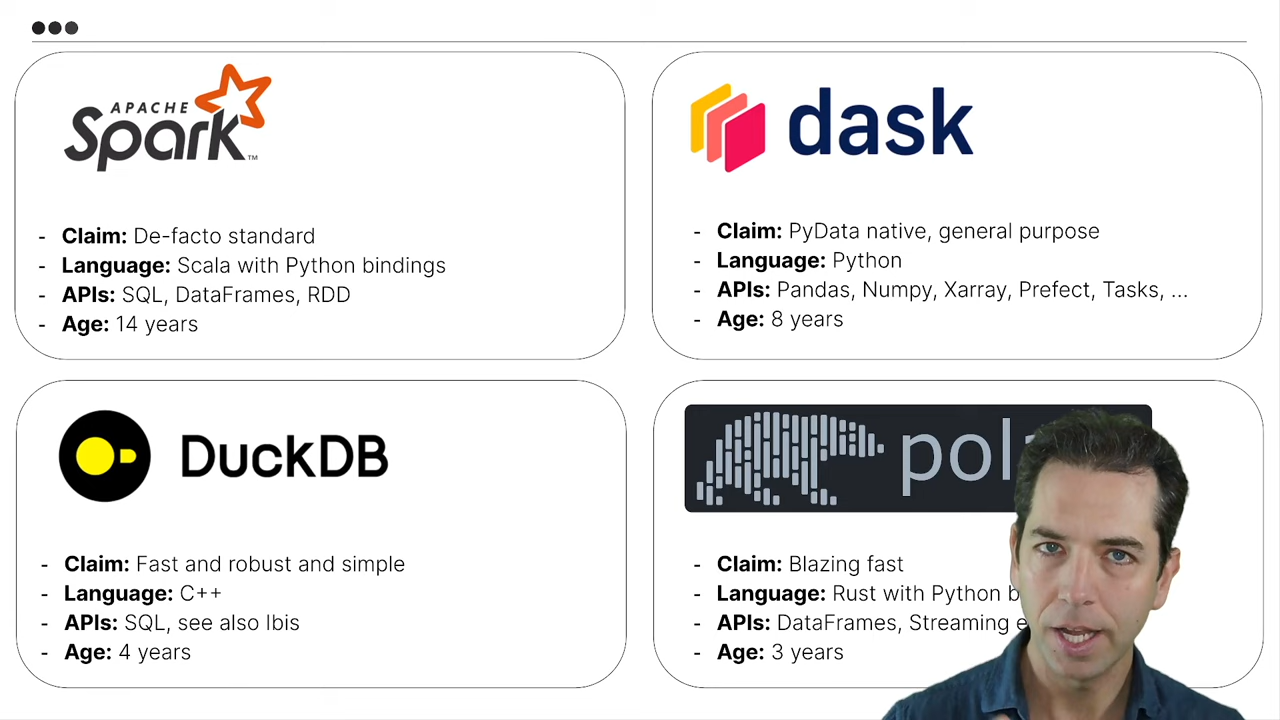 APACHE
Spark™
- Claim: De-facto standard
- Language: Scala with Python bindings
- APIs: SQL, DataFrames, RDD
- Age: 14 years
dask
- Claim: PyData native, general purpose
- Language: Python
- APIs: Pandas, Numpy, Xarray, Prefect, Tasks, ...
- Age: 8 years
DuckDB
- Claim: Fast and robust and simple
- Language: C++
- APIs: SQL, see also Ibis
- Age: 4 years
- Claim: Blazing fast
- Language: Rust with Python
- APIs: DataFrames, Streaming
- Age: 3 years